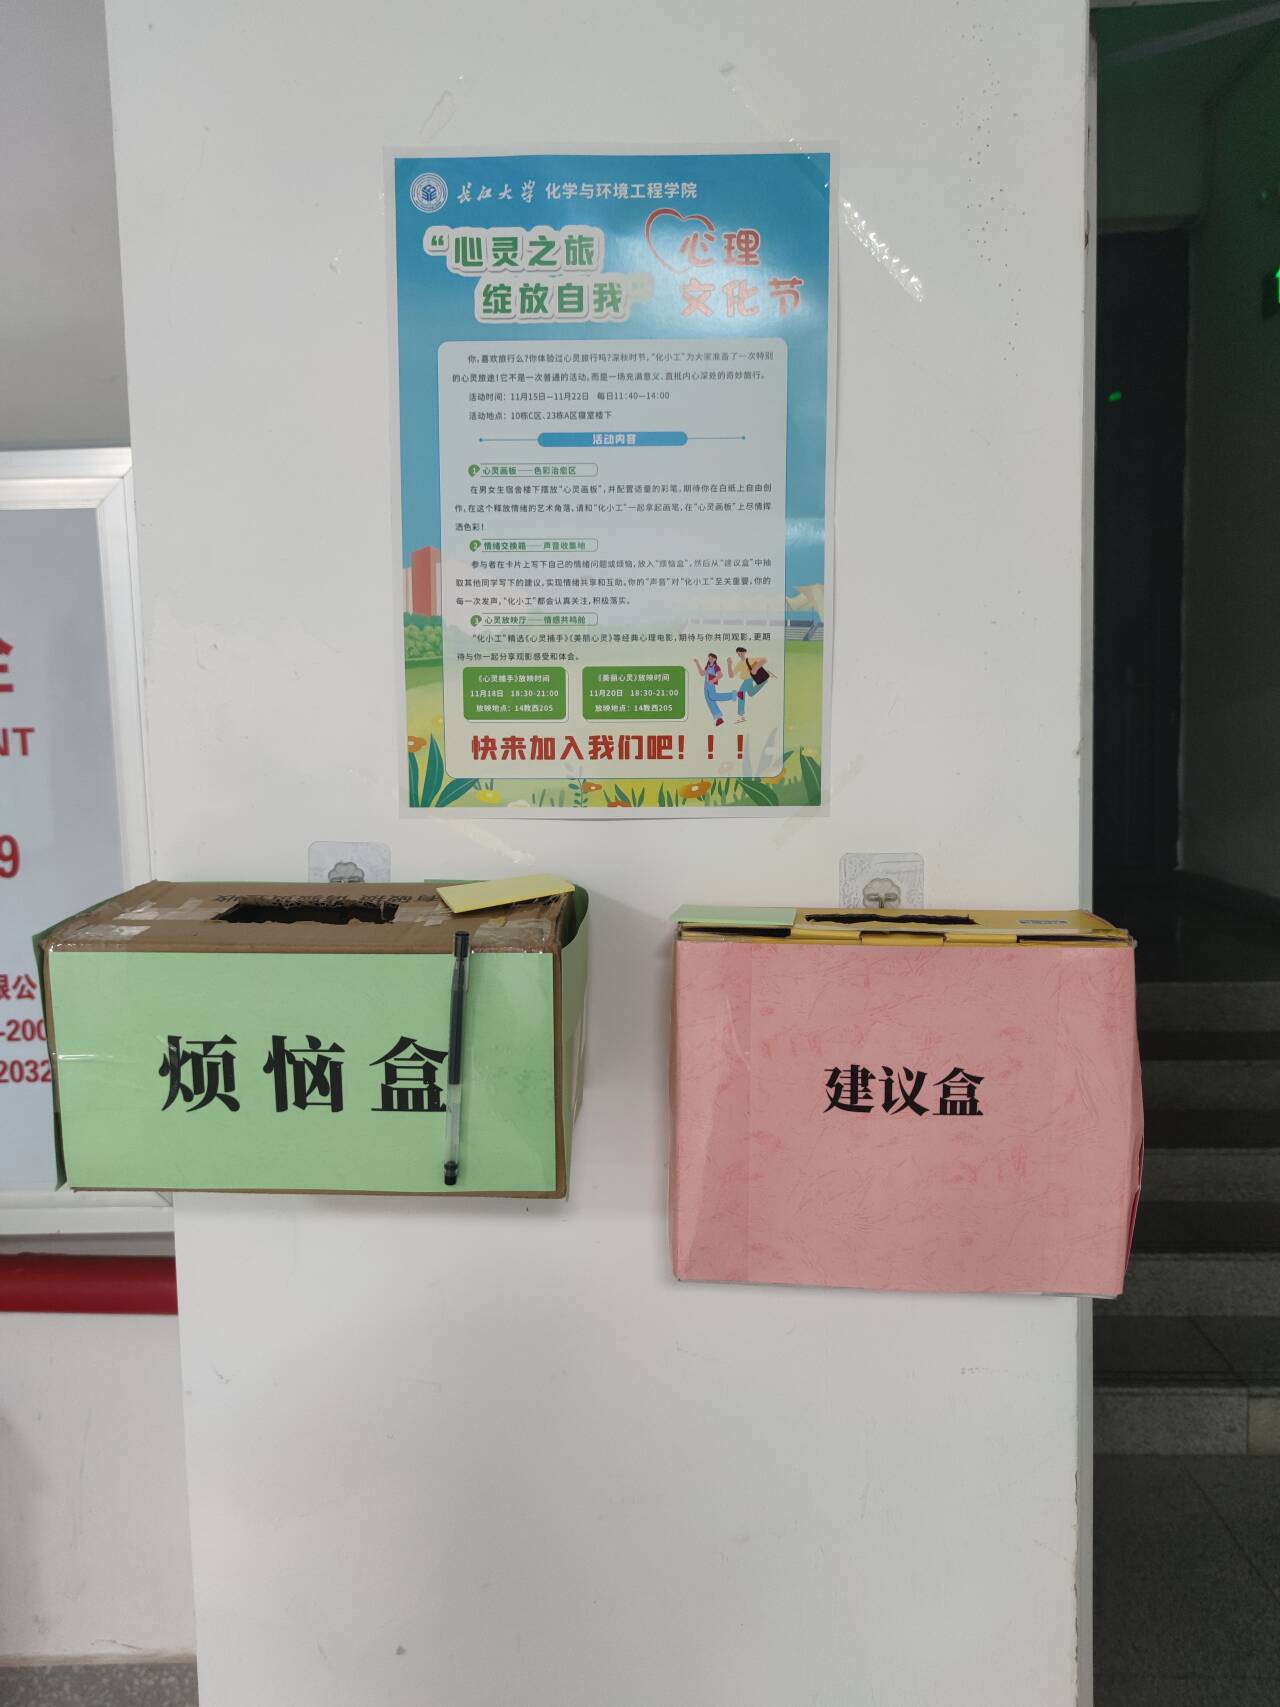 长江大学 化学与环境工程学院
“心灵之旅
绽放自我”
心理
文化节
你，喜欢旅行么？你体验过心灵旅行吗？深秋时节，“化小工”为大家准备了一次特别
的心灵旅途！它不是一次普通的活动，而是一场充满意义、直抵内心深处的奇妙旅行。
活动时间：11月15日—11月22日 每日11:40—14:00
活动地点：10栋C区、23栋A区寝室楼下
活动内容
1 心灵画板——色彩治愈区
在男女生宿舍楼下摆放“心灵画板”，并配置适量的彩笔，期待你在白纸上自由创
作，在这个释放情绪的艺术角落，请和“化小工”一起拿起画笔，在“心灵画板”上尽情挥
洒色彩！
2 情绪交换箱——声音收集地
参与者在卡片上写下自己的情绪问题或烦恼，放入“烦恼盒”，然后从“建议盒”中抽
取其他同学写下的建议，实现情绪共享和互助。你的“声音”对“化小工”至关重要，你的
每一次发声，“化小工”都会认真关注，积极落实。
3 心灵放映厅——情感共鸣舱
“化小工”精选《心灵捕手》《美丽心灵》等经典心理电影，期待与你共同观影，更期
待与你一起分享观影感受和体会。
《心灵捕手》放映时间
11月18日 18:30-21:00
放映地点：14教西205
《美丽心灵》放映时间
11月20日 18:30-21:00
放映地点：14教西205
快来加入我们吧！！！
烦恼盒
建议盒
NT
9
限公
-200
2032